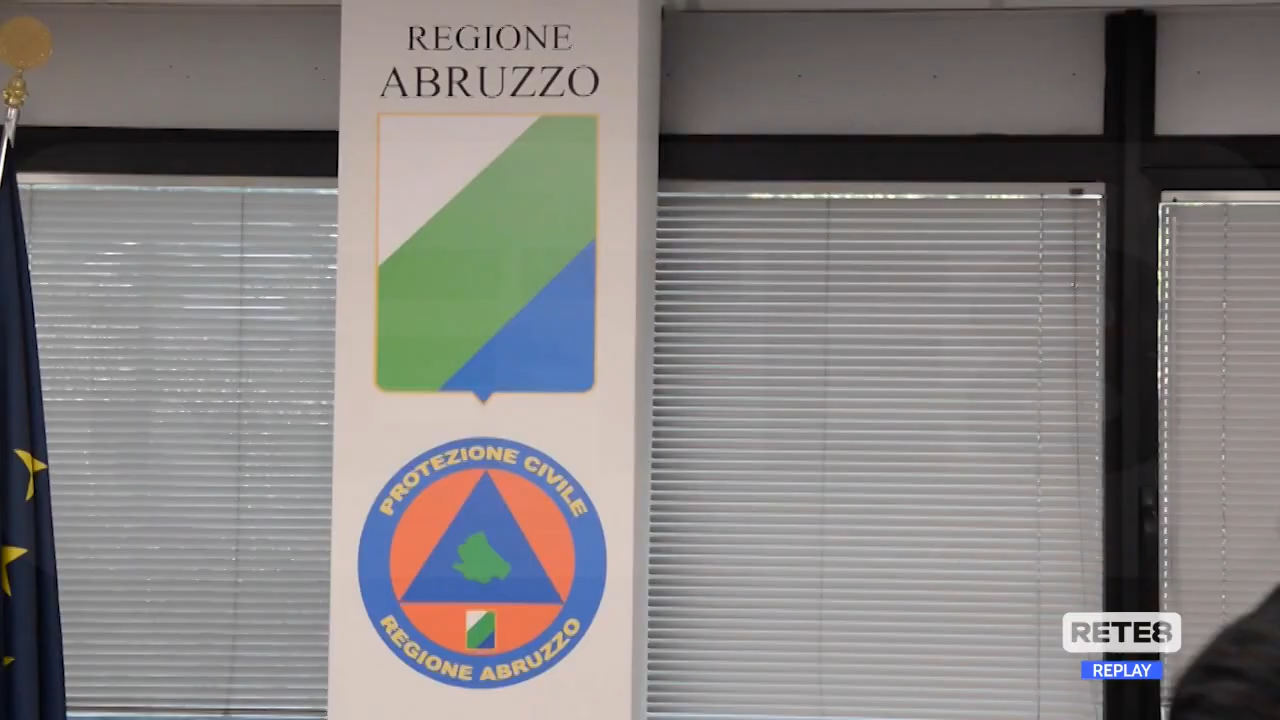 REGIONE
ABRUZZO
PROTEZIONE CIVILE
REGIONE ABRUZZO
RETE8
REPLAY